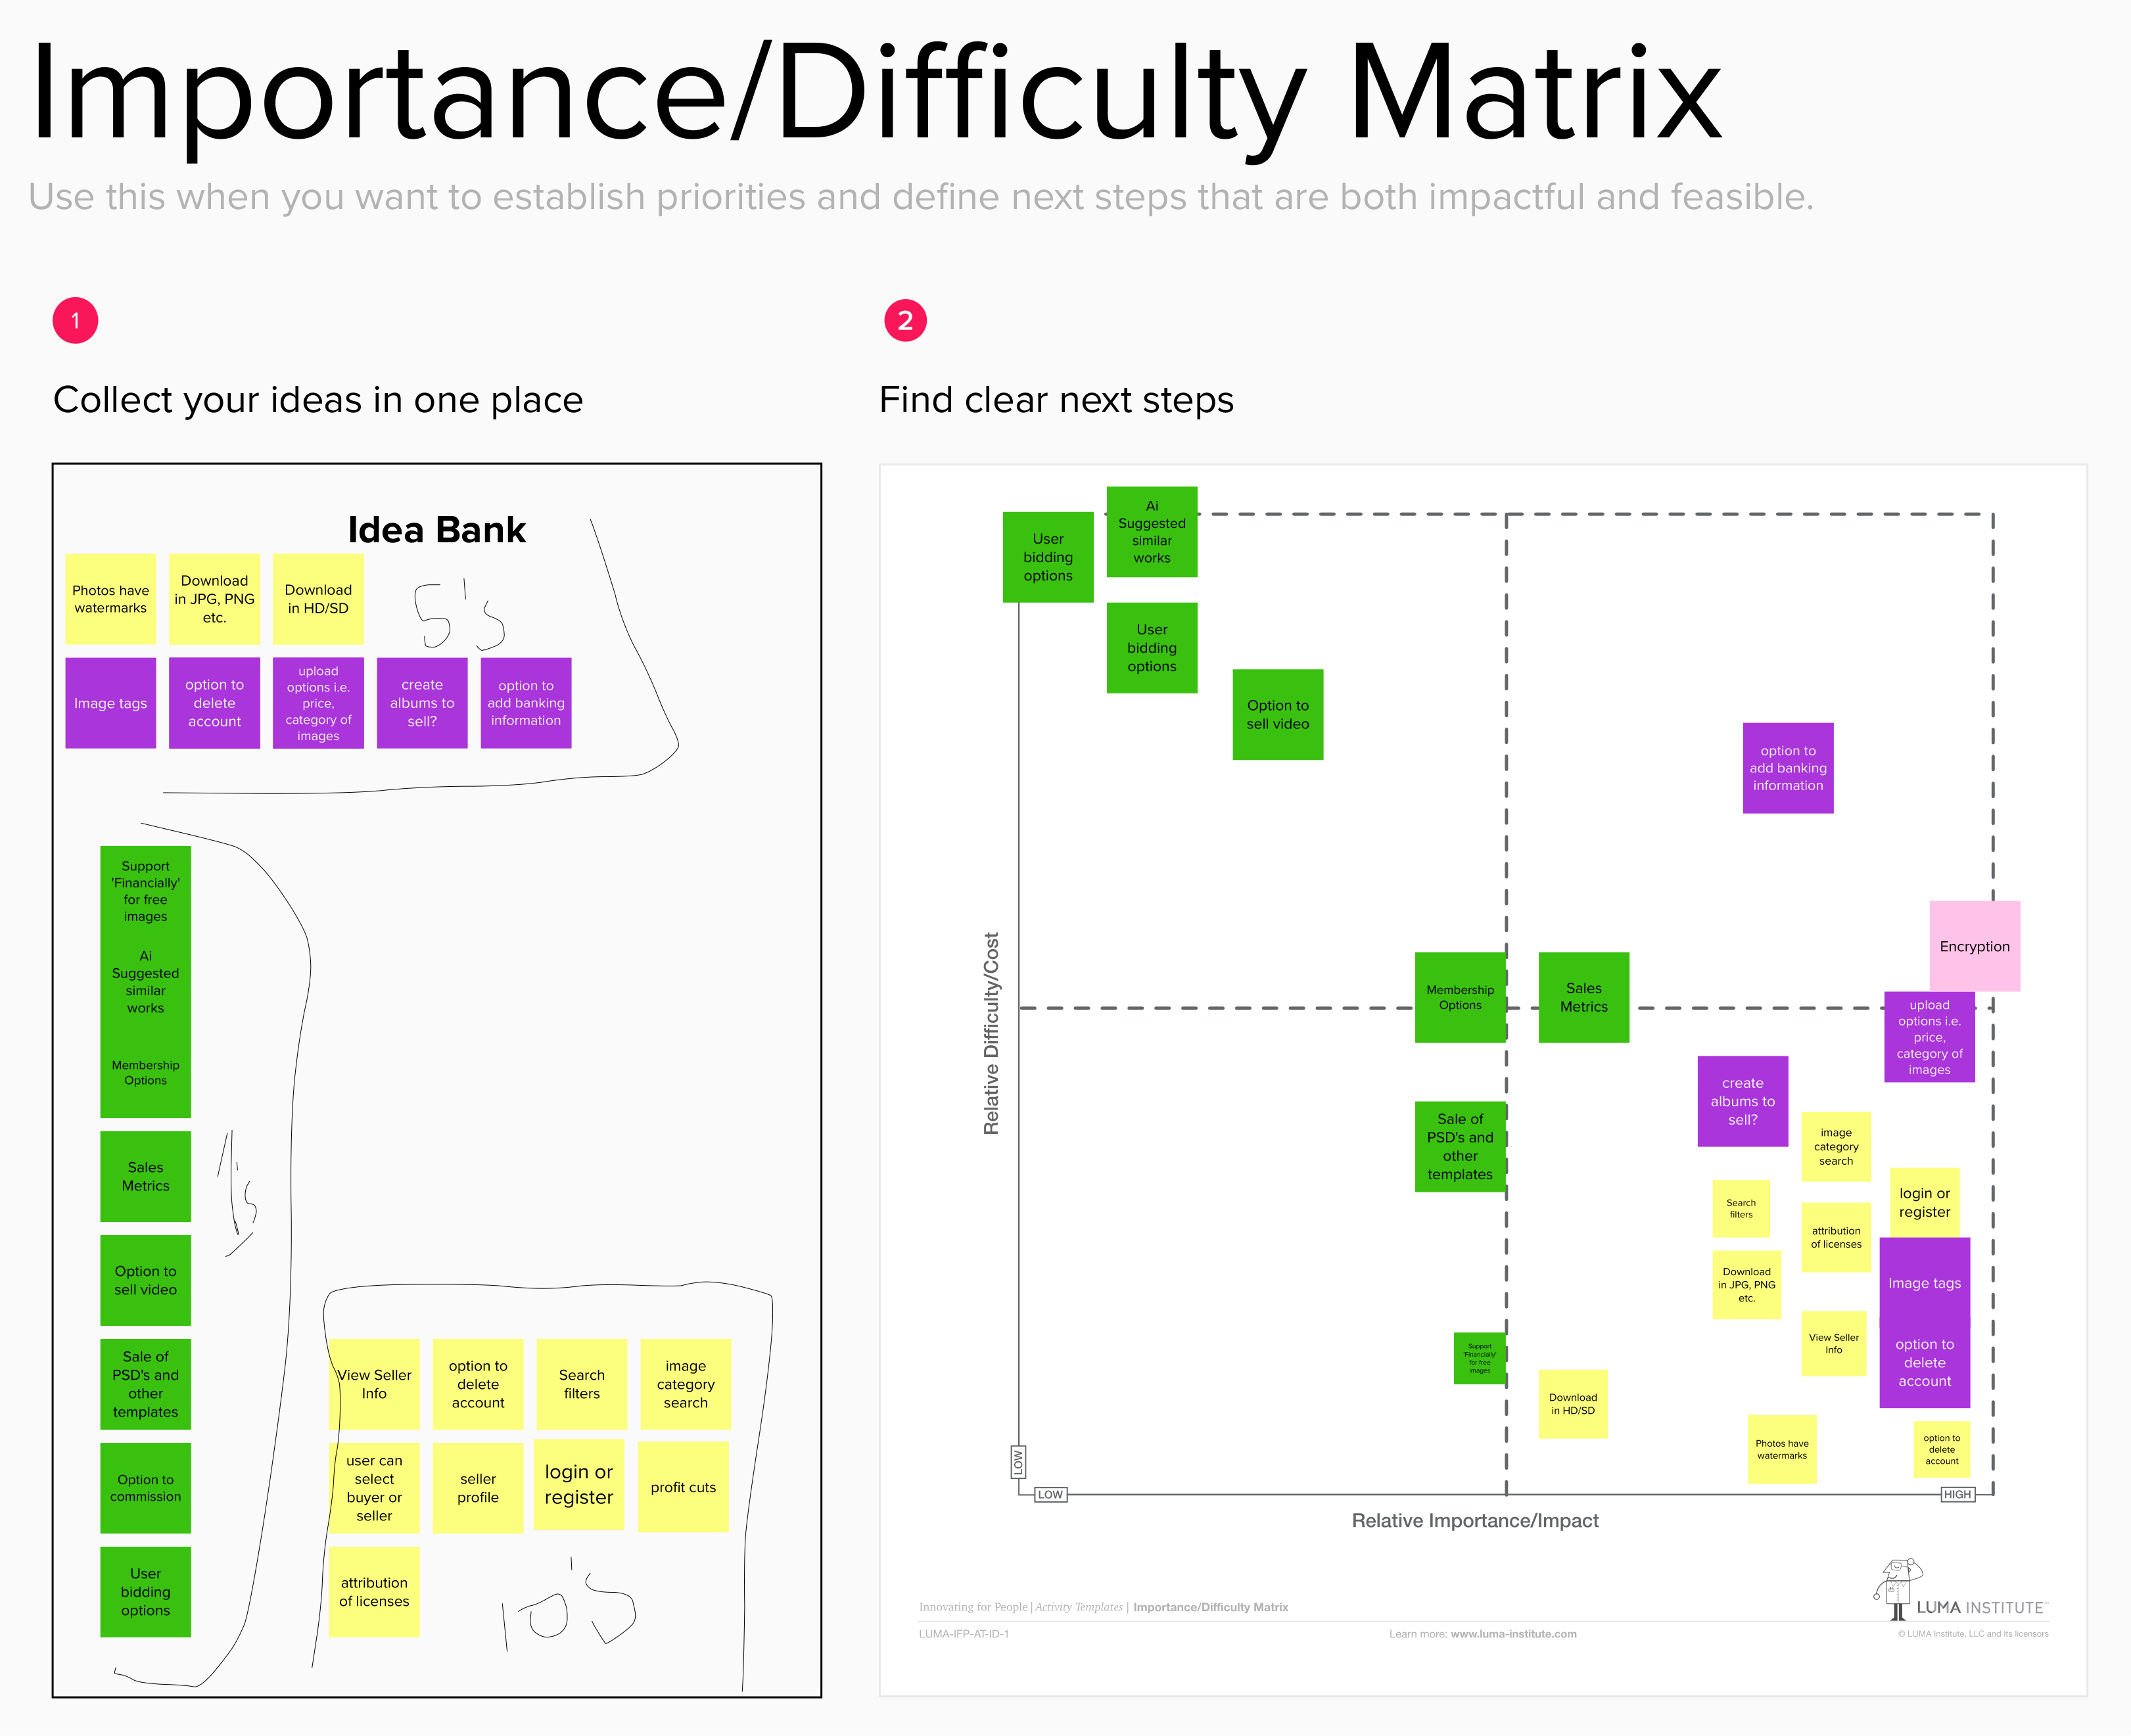 Importance/Difficulty Matrix
Use this when you want to establish priorities and define next steps that are both impactful and feasible.
1
Collect your ideas in one place
Idea Bank
Photos have
watermarks
Download
in JPG, PNG
etc.
Download
in HD/SD
5's
Image tags
option to
delete
account
upload
options i.e.
price,
category of
images
create
albums to
sell?
option to
add banking
information
Support
'Financially'
for free
images
Ai
Suggested
similar
works
Membership
Options
Sales
Metrics
1's
Option to
sell video
Sale of
PSD's and
other
templates
Option to
commission
User
bidding
options
View Seller
Info
option to
delete
account
Search
filters
image
category
search
user can
select
buyer or
seller
seller
profile
login or
register
profit cuts
attribution
of licenses
10's
2
Find clear next steps
User
bidding
options
Ai
Suggested
similar
works
User
bidding
options
Option to
sell video
option to
add banking
information
Encryption
Membership
Options
Sales
Metrics
upload
options i.e.
price,
category of
images
create
albums to
sell?
Sale of
PSD's and
other
templates
image
category
search
Search
filters
login or
register
attribution
of licenses
Download
in JPG, PNG
etc.
Image tags
View Seller
Info
option to
delete
account
Support
'Financially'
for free
images
Download
in HD/SD
Photos have
watermarks
option to
delete
account
Relative Difficulty/Cost
LOW
LOW
HIGH
Relative Importance/Impact
Innovating for People | Activity Templates | Importance/Difficulty Matrix
LUMA INSTITUTE™
LUMA-IFP-AT-ID-1
Learn more: www.luma-institute.com
© LUMA Institute, LLC and its licensors